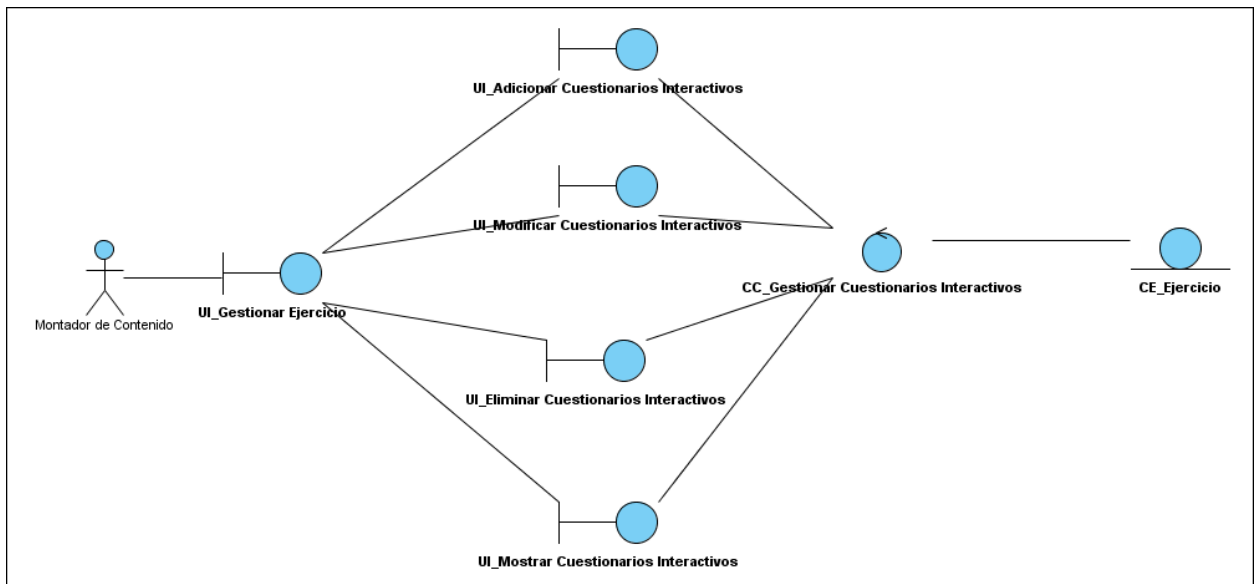 UI_Adicionar Cuestionarios Interactivos
UI_Modificar Cuestionarios Interactivos
Montador de Contenido
UI_Gestionar Ejercicio
CC_Gestionar Cuestionarios Interactivos
CE_Ejercicio
UI_Eliminar Cuestionarios Interactivos
UI_Mostrar Cuestionarios Interactivos